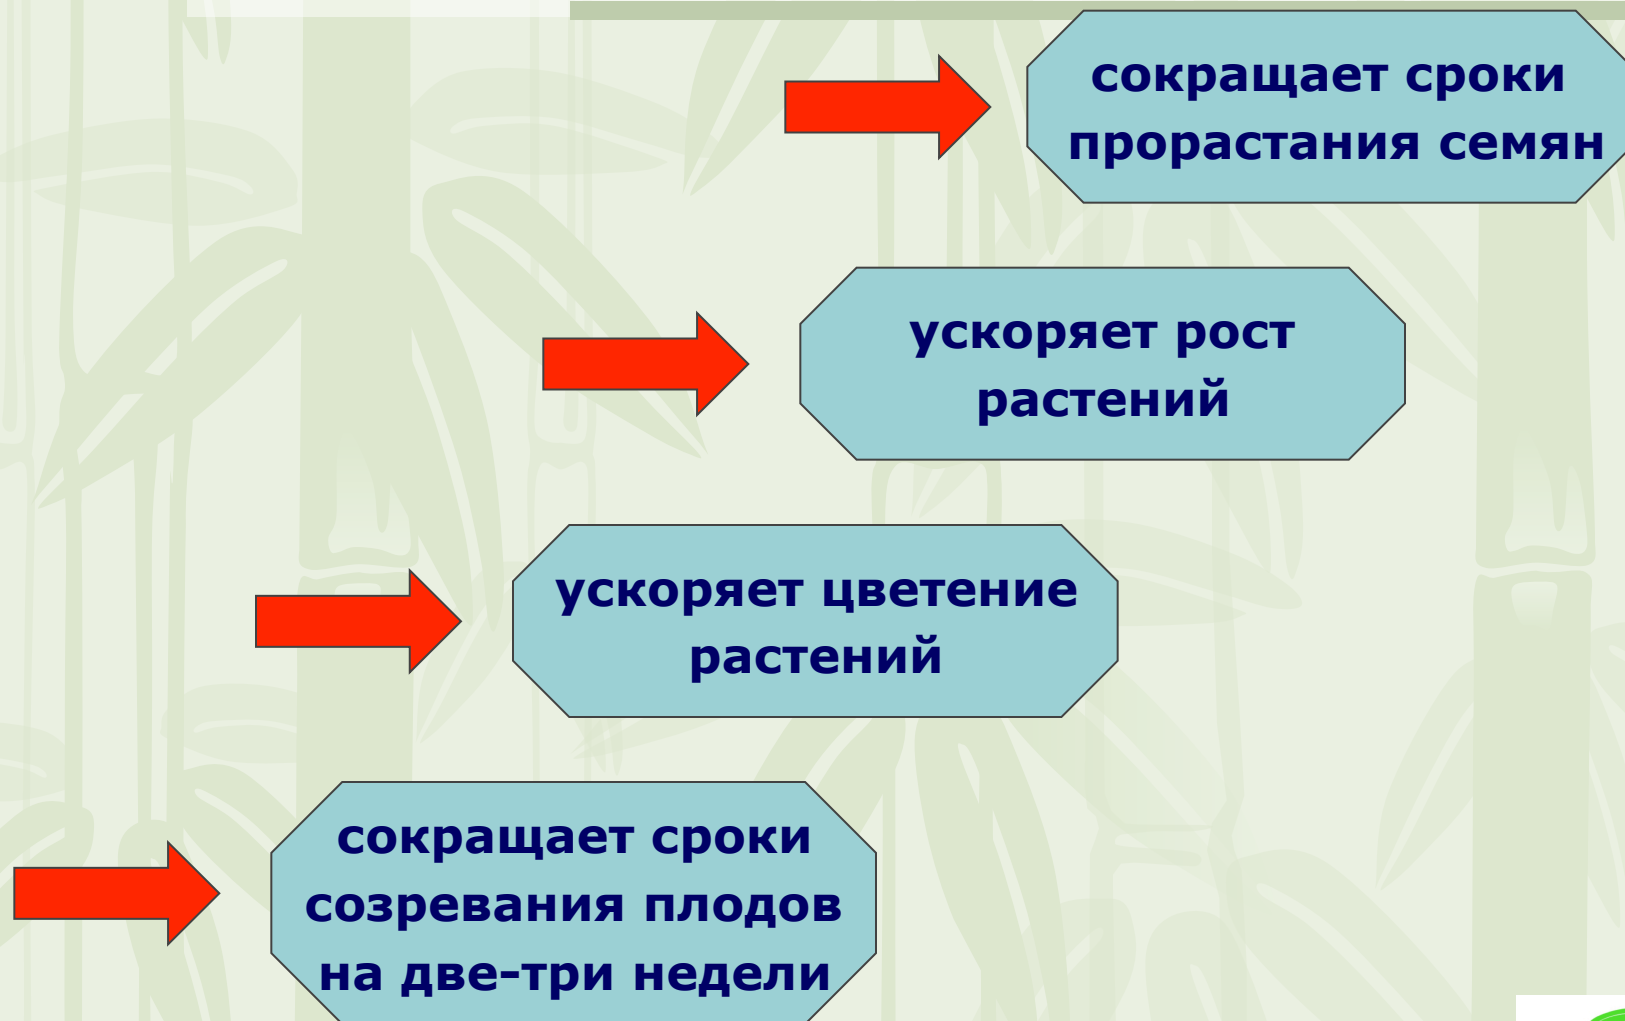 сокращает сроки
прорастания семян
ускоряет рост
растений
ускоряет цветение
растений
сокращает сроки
созревания плодов
на две-три недели